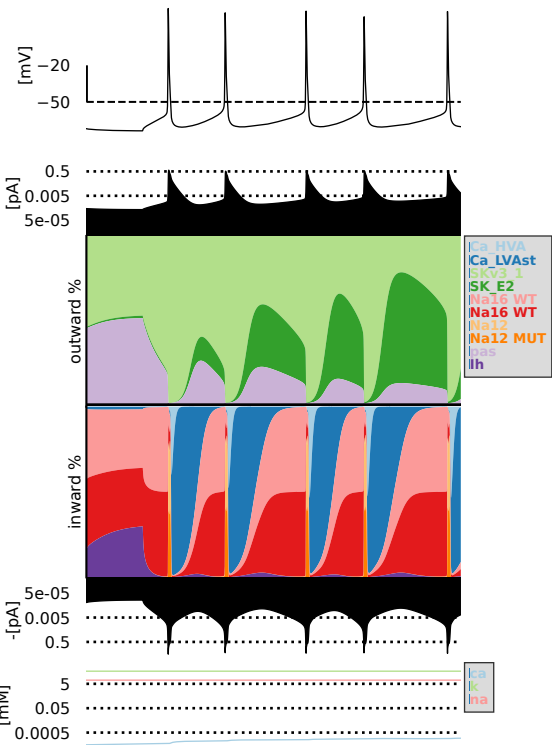 [mV]
−20
−50
[pA]
0.5
0.005
5e-05
outward %
Ca_HVA
Ca_LVAst
SKv3_1
SK_E2
Na16 WT
Na16 WT
Na12
Na12 MUT
pas
Ih
inward %
-[pA]
5e-05
0.005
0.5
[mM]
5
0.05
0.0005
ca
k
na